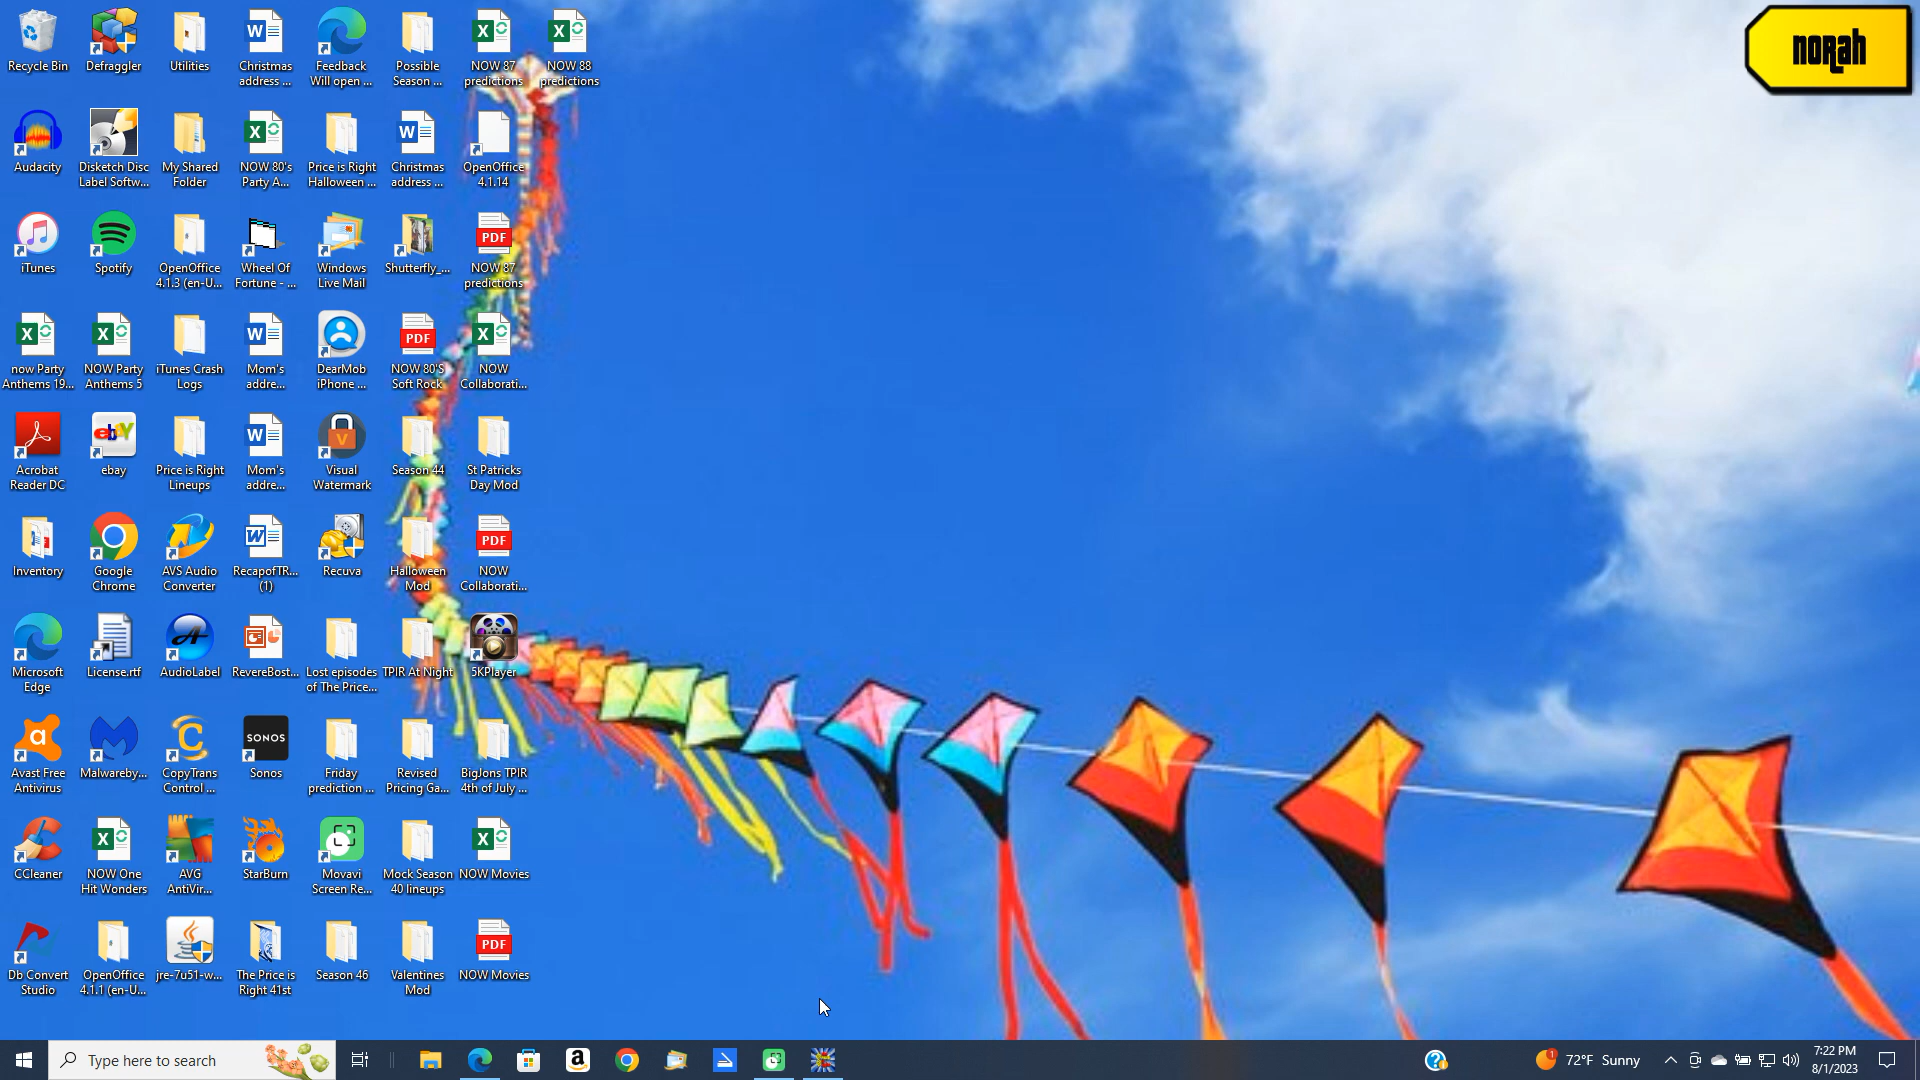 Recycle Bin
Defraggler
Utilities
Christmas
address ...
Feedback
Will open ...
Possible
Season ...
NOW 87
predictions
NOW 88
predictions
norah
Audacity
Disketch Disc
Label Softw...
My Shared
Folder
NOW 80's
Party A...
Price is Right
Halloween ...
Christmas
address ...
OpenOffice
4.1.14
iTunes
Spotify
OpenOffice
4.1.3 (en-U...
Wheel Of
Fortune - ...
Windows
Live Mail
Shutterfly_...
PDF
NOW 87
predictions
now Party
Anthems 19...
NOW Party
Anthems 5
iTunes Crash
Logs
Mom's
addre...
DearMob
iPhone ...
PDF
NOW 80'S
Soft Rock
NOW
Collaborati...
Acrobat
Reader DC
ebay
ebay
Price is Right
Lineups
Mom's
addre...
Visual
Watermark
Season 44
St Patricks
Day Mod
Inventory
Google
Chrome
AVS Audio
Converter
RecapofTR...
(1)
Recuva
Halloween
Mod
PDF
NOW
Collaborati...
Microsoft
Edge
License.rtf
AudioLabel
RevereBost...
Lost episodes
of The Price...
TPIR At Night
5KPlayer
Avast Free
Antivirus
Malwareby...
CopyTrans
Control ...
SONOS
Sonos
Friday
prediction ...
Revised
Pricing Ga...
BigJons TPIR
4th of July ...
CCleaner
NOW One
Hit Wonders
AVG
AntiVir...
StarBurn
Movavi
Screen Re...
Mock Season
40 lineups
NOW Movies
Db Convert
Studio
OpenOffice
4.1.1 (en-U...
jre-7u51-w...
The Price is
Right 41st
Season 46
Valentines
Mod
PDF
NOW Movies
Type here to search
72°F Sunny
7:22 PM
8/1/2023